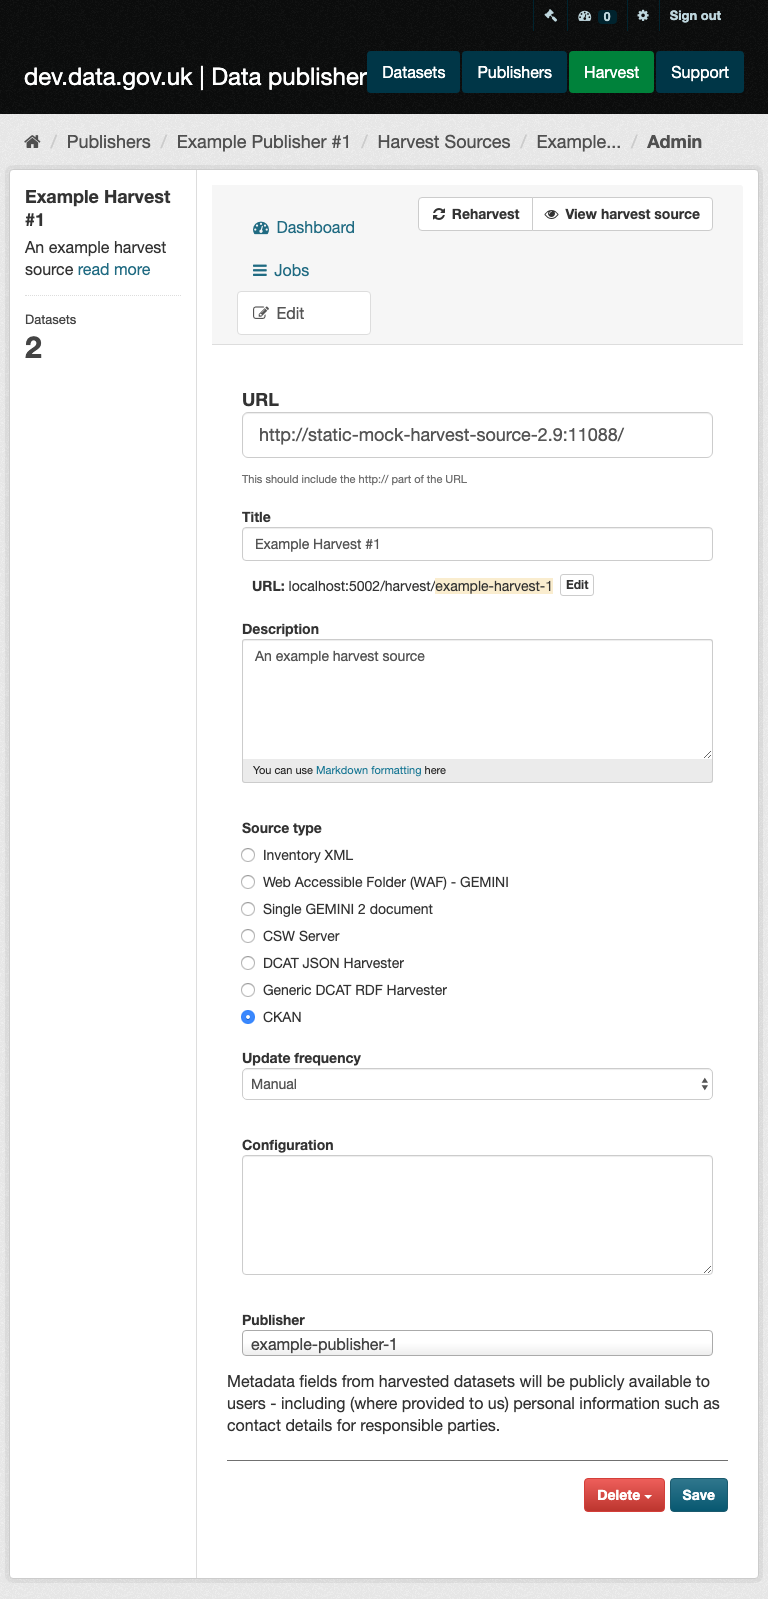 0
Sign out
dev.data.gov.uk | Data publisher
Datasets
Publishers
Harvest
Support
/ Publishers / Example Publisher #1 / Harvest Sources / Example... / Admin
Example Harvest
#1
An example harvest
source read more
Datasets
2
Dashboard
Jobs
Edit
Reharvest
View harvest source
URL
http://static-mock-harvest-source-2.9:11088/
This should include the http:// part of the URL
Title
Example Harvest #1
URL: localhost:5002/harvest/example-harvest-1 Edit
Description
An example harvest source
You can use Markdown formatting here
Source type
Inventory XML
Web Accessible Folder (WAF) - GEMINI
Single GEMINI 2 document
CSW Server
DCAT JSON Harvester
Generic DCAT RDF Harvester
CKAN
Update frequency
Manual
Configuration
Publisher
example-publisher-1
Metadata fields from harvested datasets will be publicly available to
users - including (where provided to us) personal information such as
contact details for responsible parties.
Delete
Save